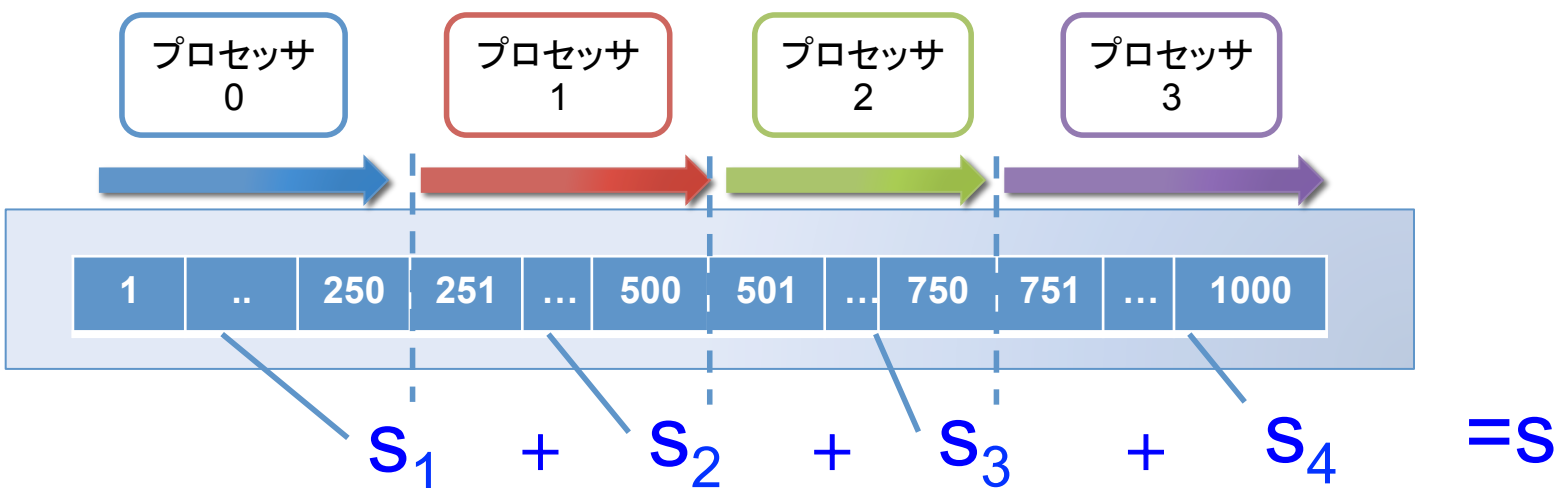 プロセッサ
0
プロセッサ
1
プロセッサ
2
プロセッサ
3
1 .. 250 251 … 500 501 … 750 751 … 1000
s₁ + s₂ + s₃ + s₄ =s